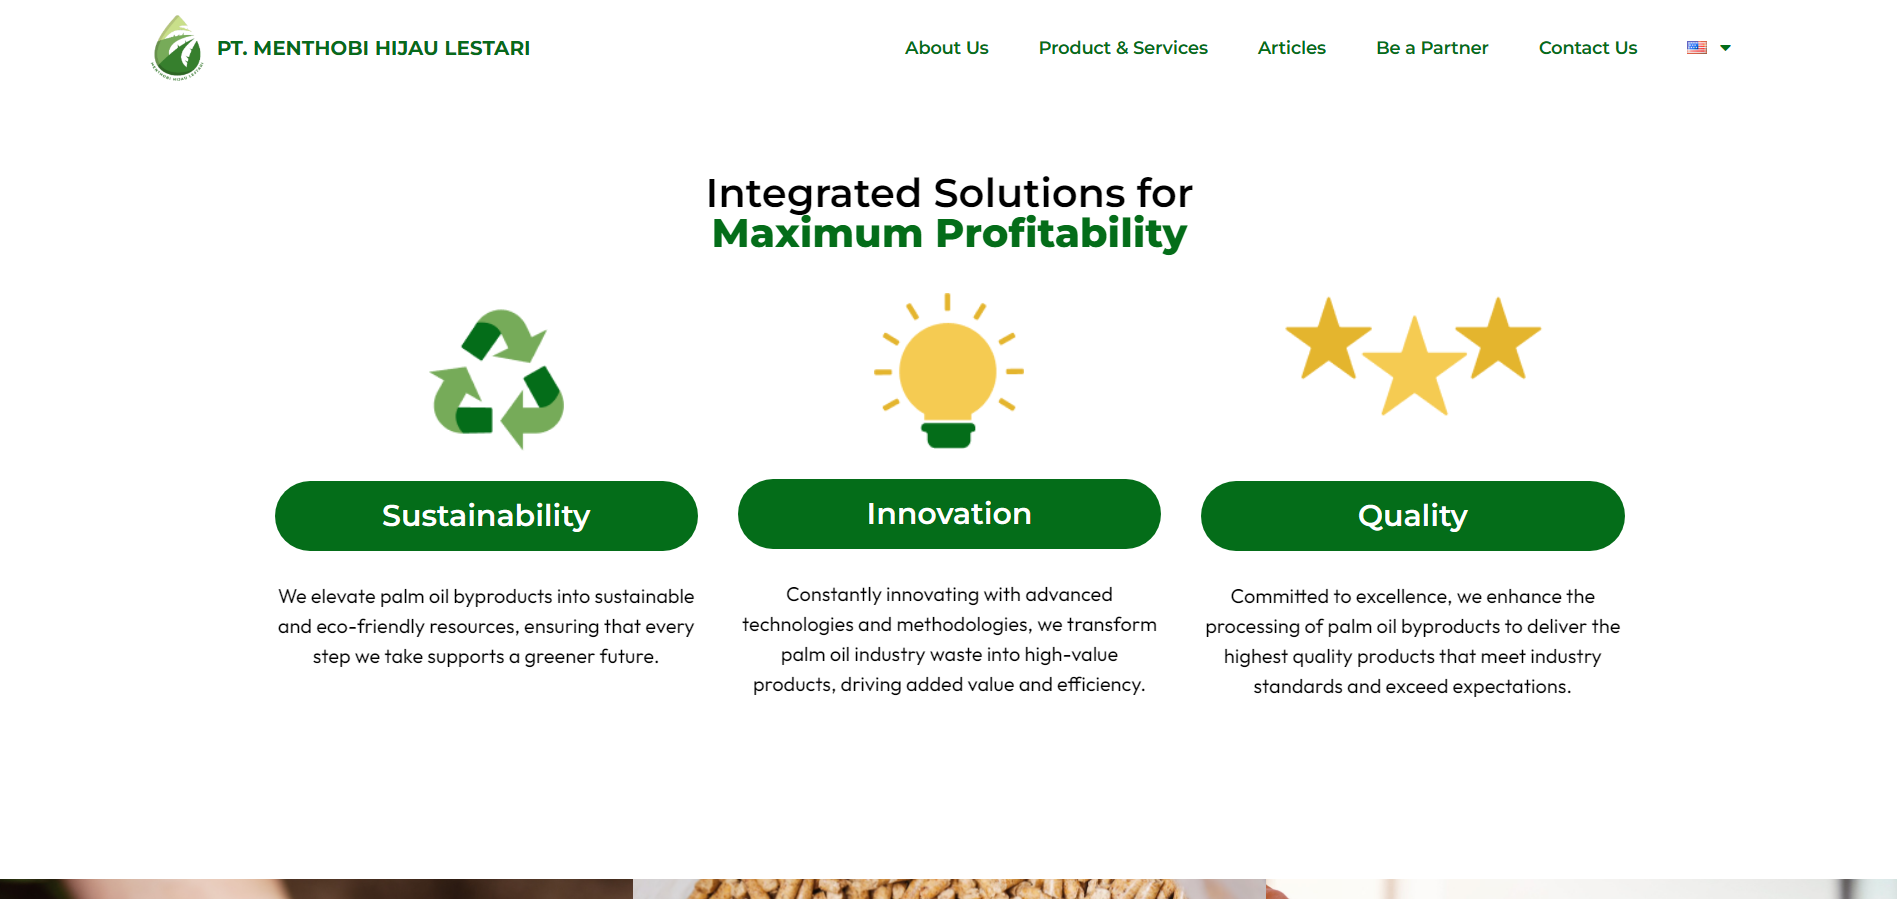 PT. MENTHOBI HIJAU LESTARI
About Us
Product & Services
Articles
Be a Partner
Contact Us
Integrated Solutions for
Maximum Profitability
Sustainability
We elevate palm oil byproducts into sustainable
and eco-friendly resources, ensuring that every
step we take supports a greener future.
Innovation
Constantly innovating with advanced
technologies and methodologies, we transform
palm oil industry waste into high-value
products, driving added value and efficiency.
Quality
Committed to excellence, we enhance the
processing of palm oil byproducts to deliver the
highest quality products that meet industry
standards and exceed expectations.